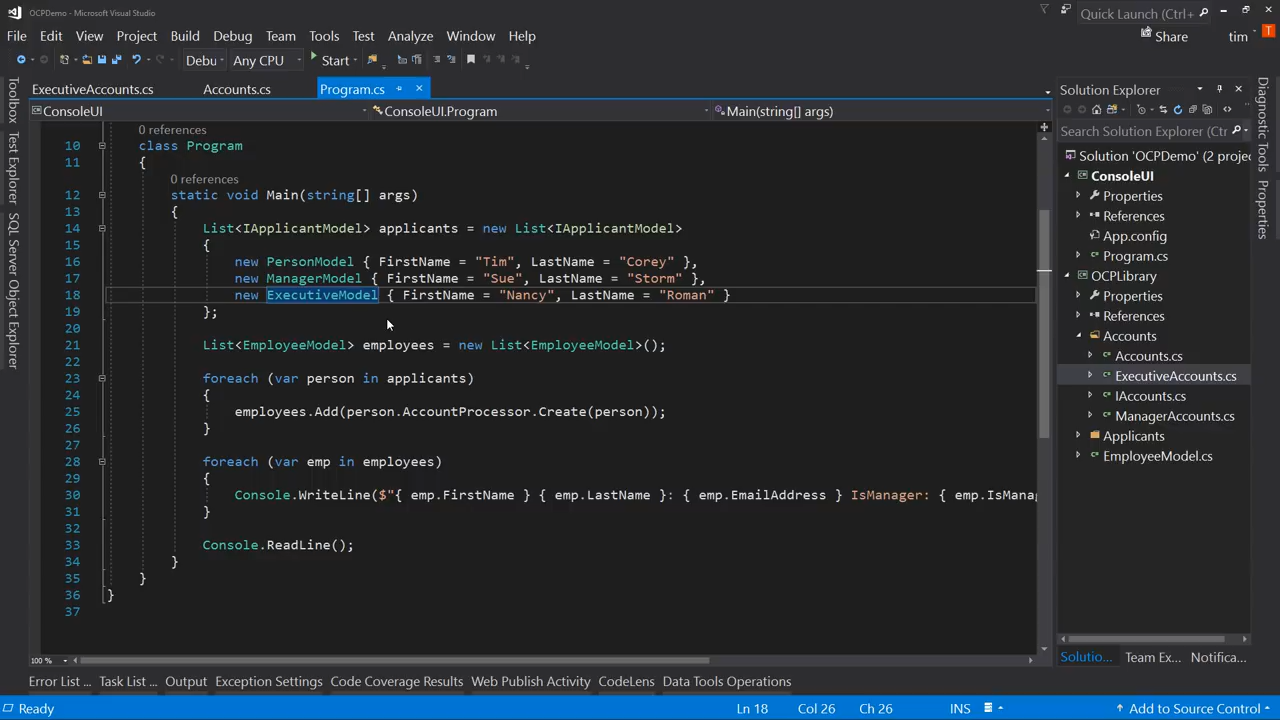 OCPDemo - Microsoft Visual Studio
Quick Launch (Ctrl+
File Edit View Project Build Debug Team Tools Test Analyze Window Help
Share tim T
Debu Any CPU Start
ExecutiveAccounts.cs Accounts.cs Program.cs
ConsoleUI ConsoleUI.Program Main(string[] args)
Toolbox
Test Explorer
SQL Server Object Explorer
0 references
10 class Program
11 {
0 references
12 static void Main(string[] args)
13 {
14 List<IApplicantModel> applicants = new List<IApplicantModel>
15 {
16 new PersonModel { FirstName = "Tim", LastName = "Corey" },
17 new ManagerModel { FirstName = "Sue", LastName = "Storm" },
18 new ExecutiveModel { FirstName = "Nancy", LastName = "Roman" }
19 };
20
21 List<EmployeeModel> employees = new List<EmployeeModel>();
22
23 foreach (var person in applicants)
24 {
25 employees.Add(person.AccountProcessor.Create(person));
26 }
27
28 foreach (var emp in employees)
29 {
30 Console.WriteLine($"{ emp.FirstName } { emp.LastName }: { emp.EmailAddress } IsManager: { emp.IsManag
31 }
32
33 Console.ReadLine();
34 }
35 }
36 }
37
100 %
Solution Explorer
Search Solution Explorer (Ctrl
Solution 'OCPDemo' (2 projec
ConsoleUI
Properties
References
App.config
Program.cs
OCPLibrary
Properties
References
Accounts
Accounts.cs
ExecutiveAccounts.cs
IAccounts.cs
ManagerAccounts.cs
Applicants
EmployeeModel.cs
Solutio... Team Ex... Notifica...
Diagnostic Tools
Properties
Error List ... Task List ... Output Exception Settings Code Coverage Results Web Publish Activity CodeLens Data Tools Operations
Ready Ln 18 Col 26 Ch 26 INS Add to Source Control